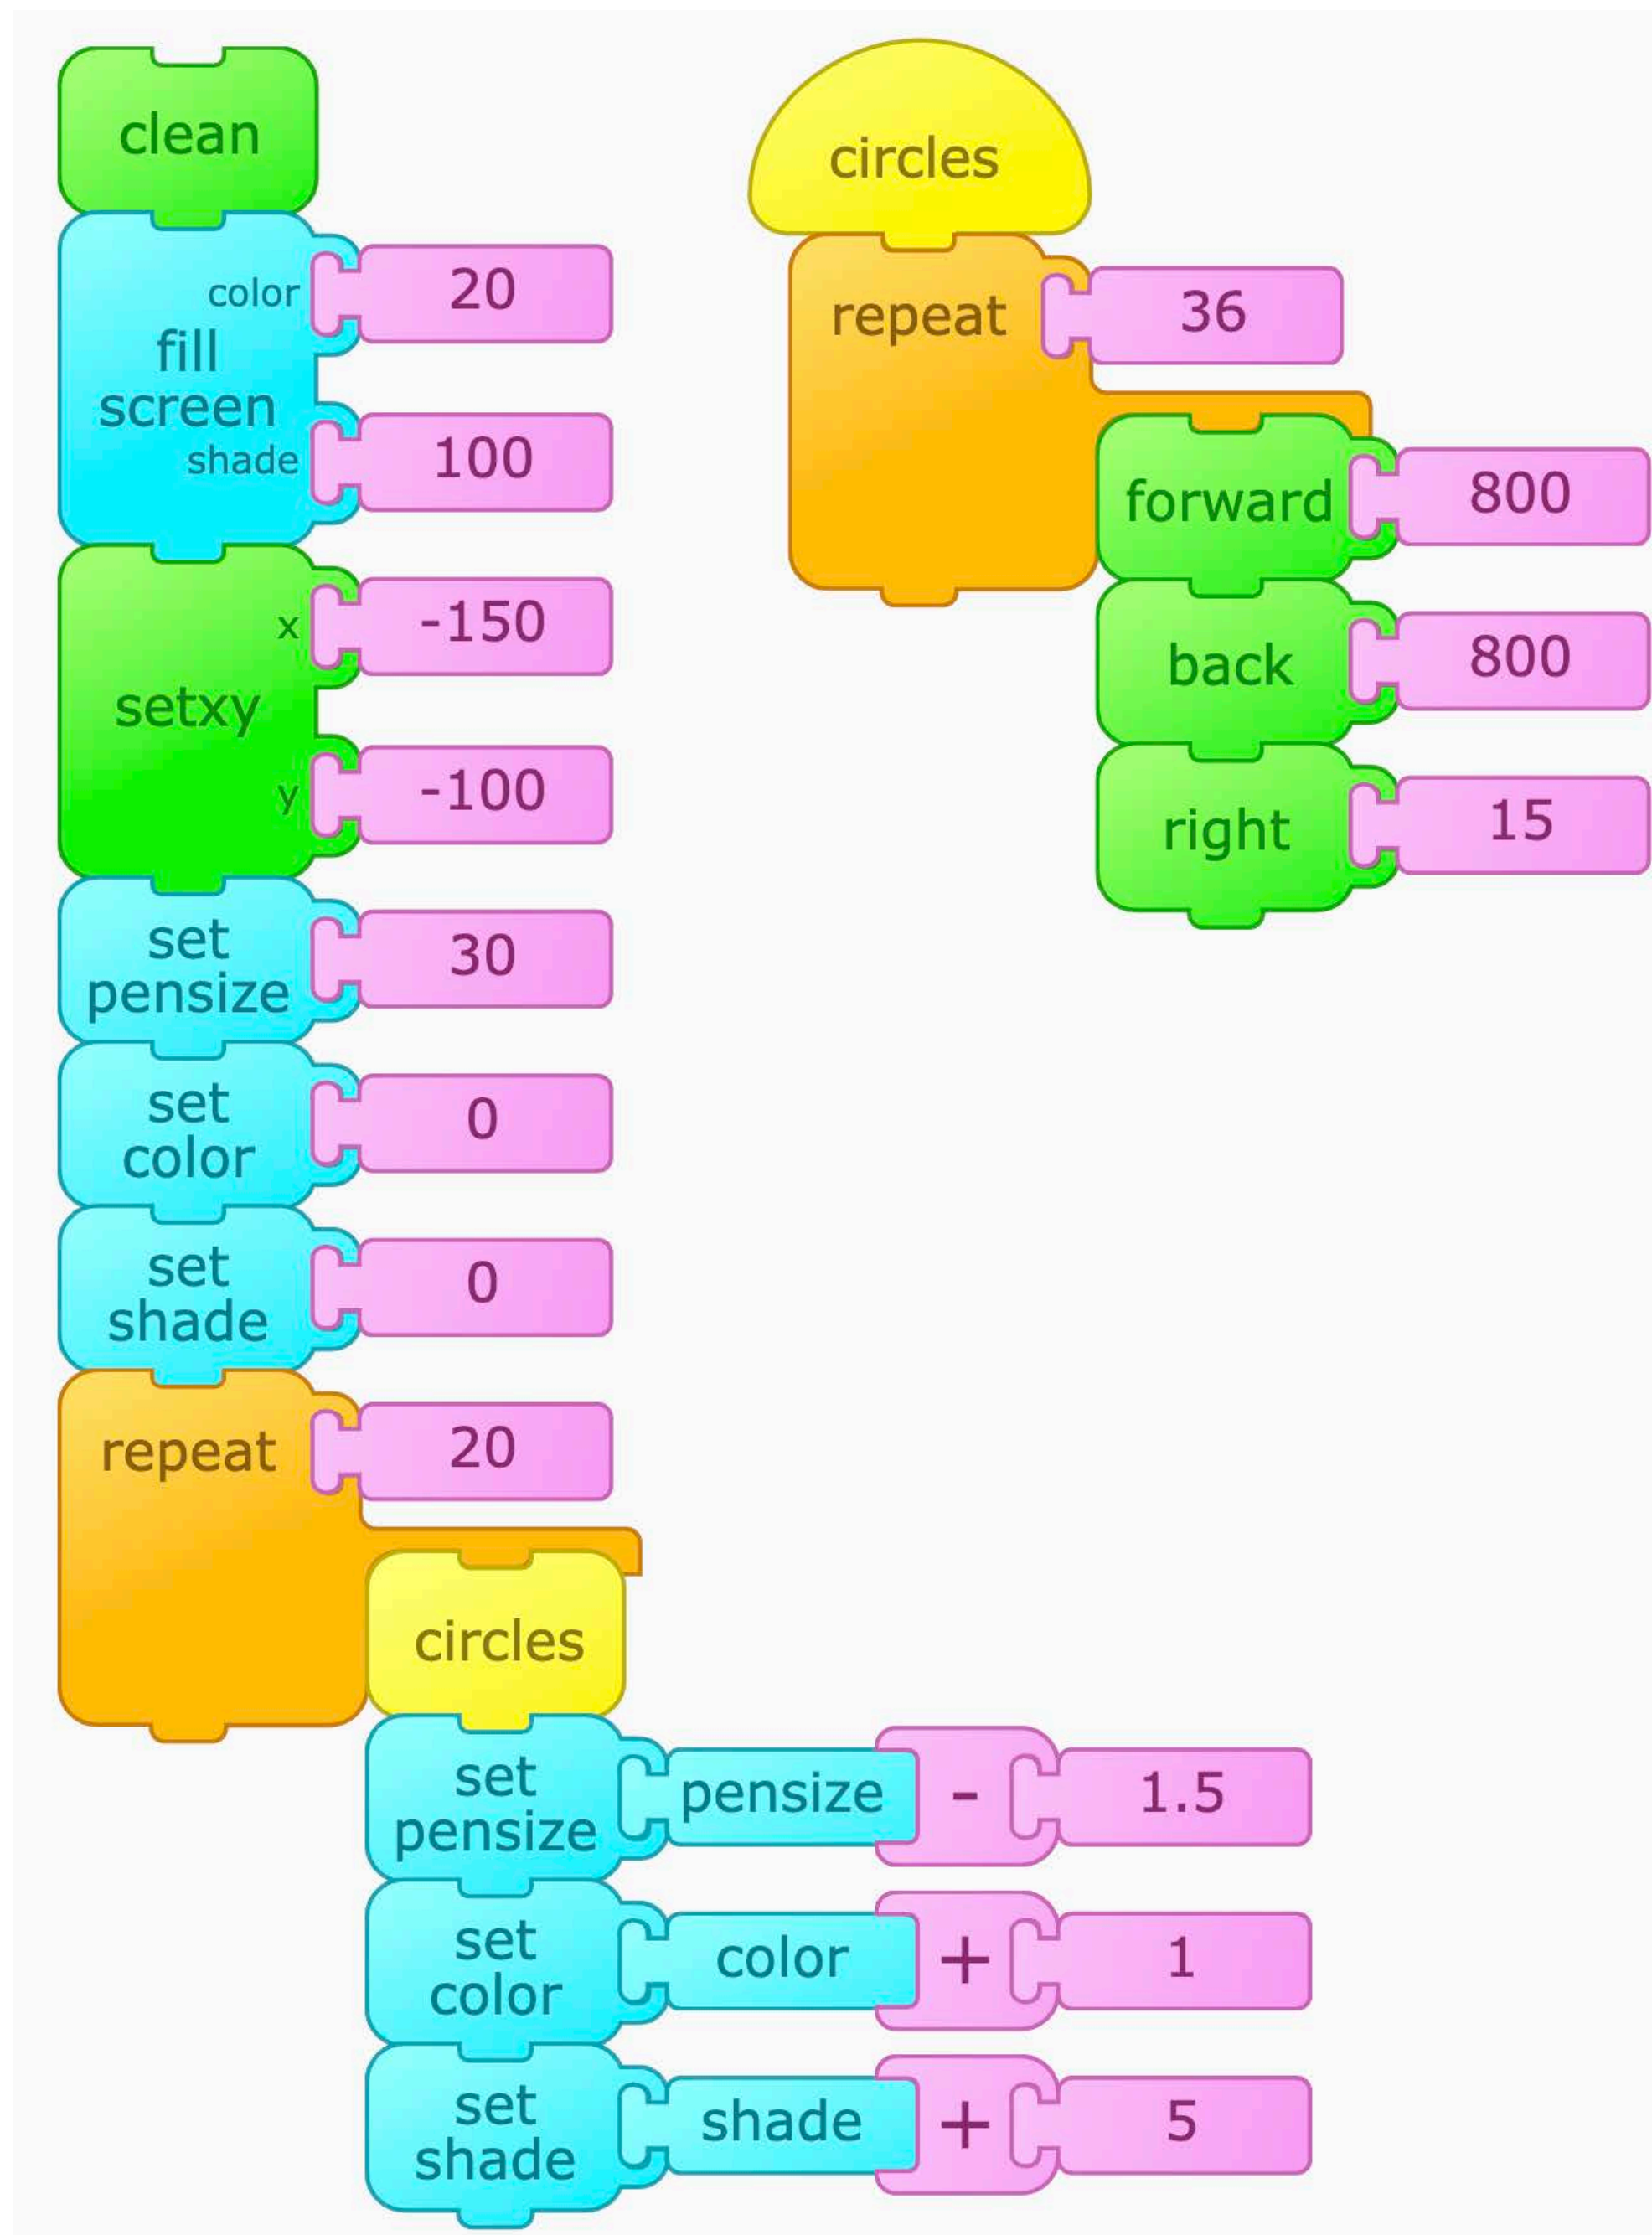 clean
color 20
fill
screen
shade 100
x -150
setxy
y -100
set
pensize 30
set
color 0
set
shade 0
repeat 20
circles
set
pensize pensize - 1.5
set
color color + 1
set
shade shade + 5
circles
repeat 36
forward 800
back 800
right 15